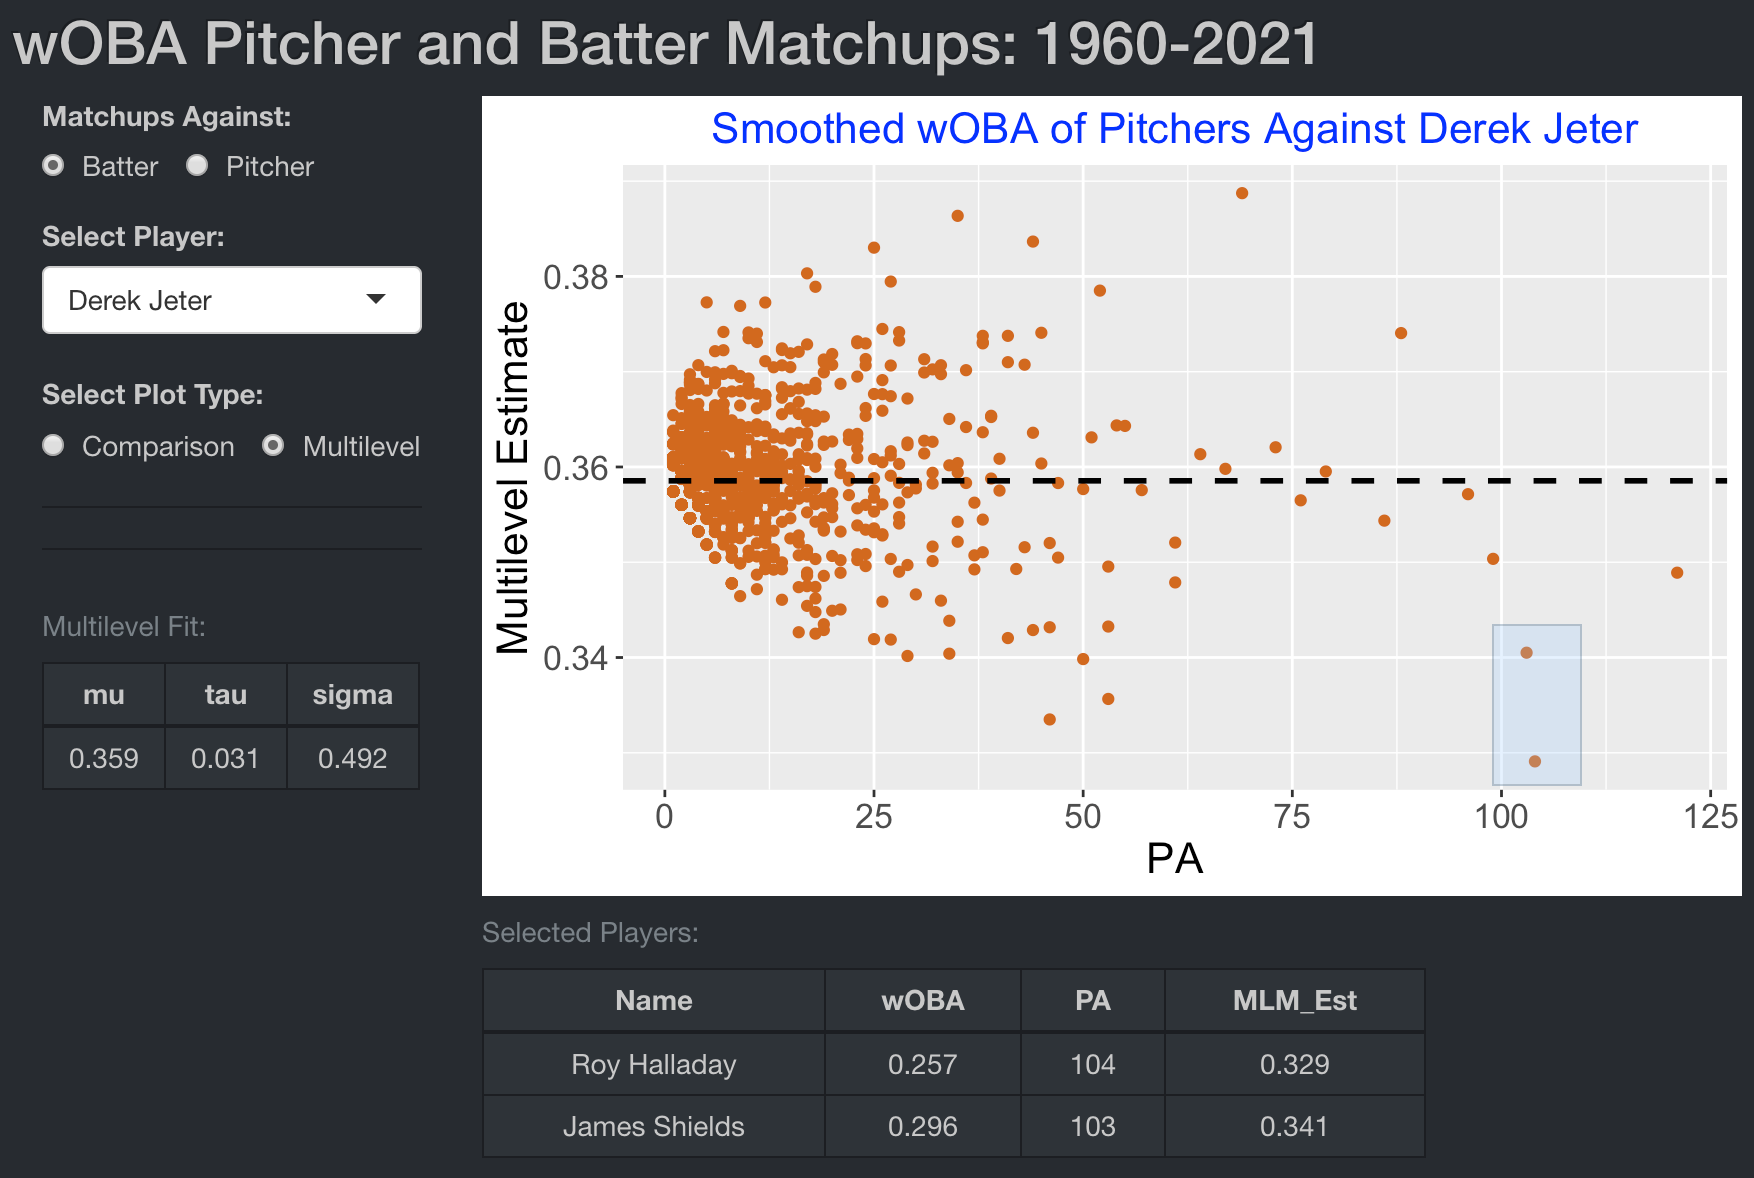 wOBA Pitcher and Batter Matchups: 1960-2021
Matchups Against:
Batter Pitcher
Select Player:
Derek Jeter
Select Plot Type:
Comparison Multilevel
Multilevel Fit:
mu tau sigma
0.359 0.031 0.492
Smoothed wOBA of Pitchers Against Derek Jeter
Multilevel Estimate
0.38
0.36
0.34
0 25 50 75 100 125
PA
Selected Players:
Name wOBA PA MLM_Est
Roy Halladay 0.257 104 0.329
James Shields 0.296 103 0.341